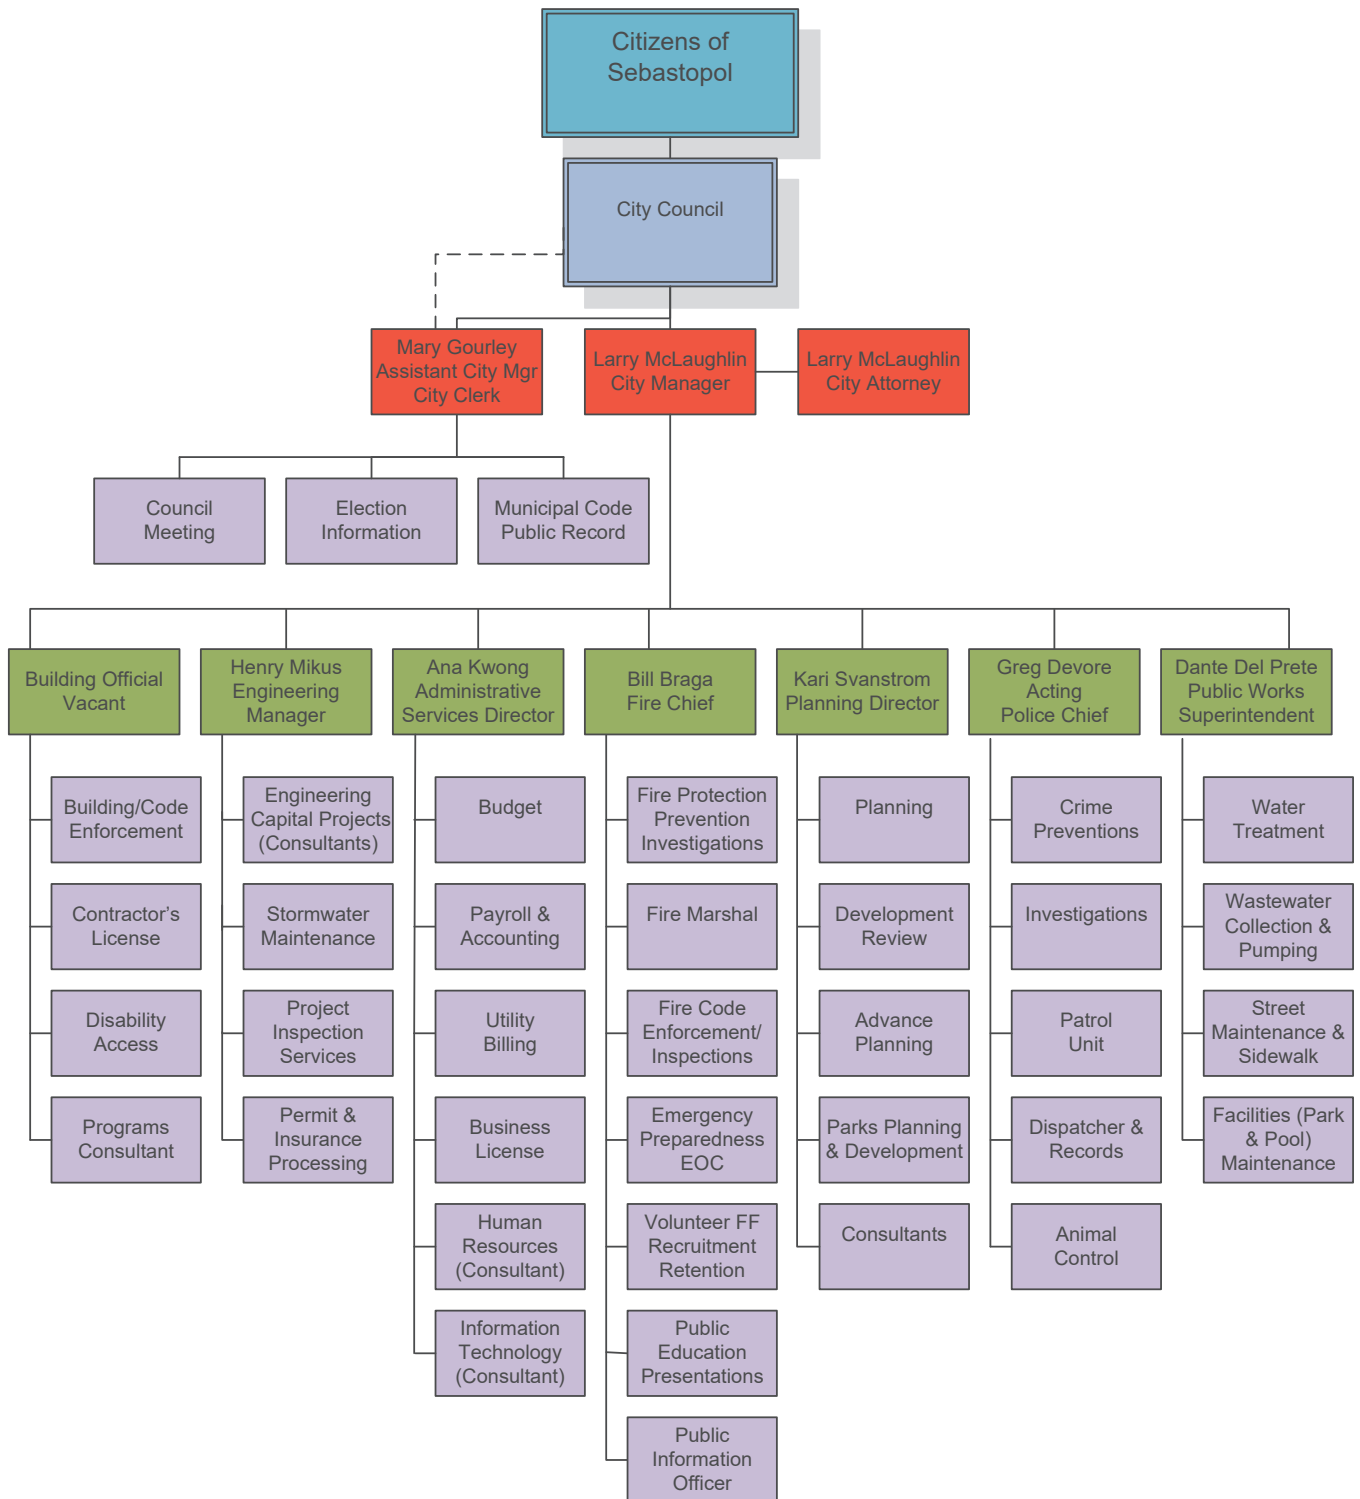 Citizens of
Sebastopol
City Council
Mary Gourley
Assistant City Mgr
City Clerk
Larry McLaughlin
City Manager
Larry McLaughlin
City Attorney
Council
Meeting
Election
Information
Municipal Code
Public Record
Building Official
Vacant
Henry Mikus
Engineering
Manager
Ana Kwong
Administrative
Services Director
Bill Braga
Fire Chief
Kari Svanstrom
Planning Director
Greg Devore
Acting
Police Chief
Dante Del Prete
Public Works
Superintendent
Building/Code
Enforcement
Contractor’s
License
Disability
Access
Programs
Consultant
Engineering
Capital Projects
(Consultants)
Stormwater
Maintenance
Project
Inspection
Services
Permit &
Insurance
Processing
Budget
Payroll &
Accounting
Utility
Billing
Business
License
Human
Resources
(Consultant)
Information
Technology
(Consultant)
Fire Protection
Prevention
Investigations
Fire Marshal
Fire Code
Enforcement/
Inspections
Emergency
Preparedness
EOC
Volunteer FF
Recruitment
Retention
Public
Education
Presentations
Public
Information
Officer
Planning
Development
Review
Advance
Planning
Parks Planning
& Development
Consultants
Crime
Preventions
Investigations
Patrol
Unit
Dispatcher &
Records
Animal
Control
Water
Treatment
Wastewater
Collection &
Pumping
Street
Maintenance &
Sidewalk
Facilities (Park
& Pool)
Maintenance